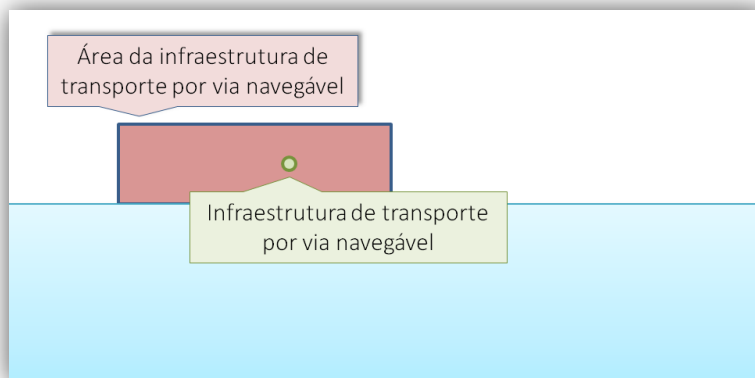 Área da infraestrutura de
transporte por via navegável
Infraestrutura de transporte
por via navegável